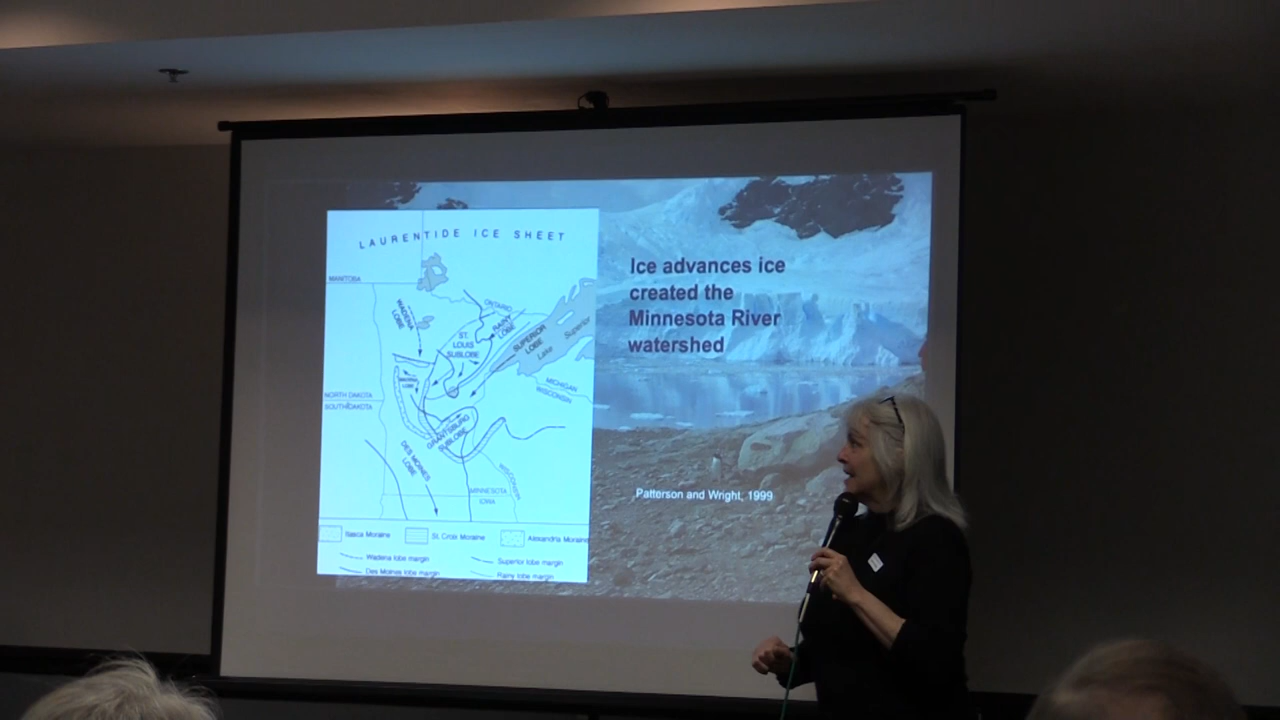 LAURENTIDE ICE SHEET
MANITOBA
ONTARIO
WADENA
LOBE
RAINY
LOBE
ST.
LOUIS
SUBLOBE
SUPERIOR
LOBE
Lake Superior
MICHIGAN
WISCONSIN
NORTH DAKOTA
SOUTH DAKOTA
GRANTSBURG
SUBLOBE
DES MOINES
LOBE
WISCONSIN
MINNESOTA
IOWA
Itasca Moraine
St. Croix Moraine
Alexandria Moraine
Wadena lobe margin
Superior lobe margin
Des Moines lobe margin
Rainy lobe margin
Ice advances ice
created the
Minnesota River
watershed
Patterson and Wright, 1999